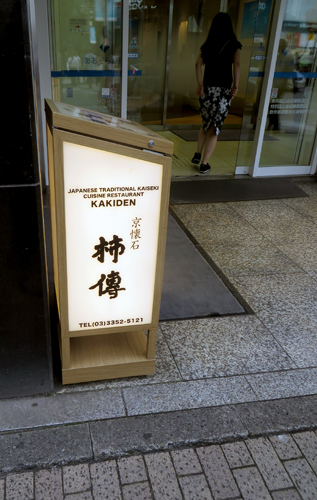 JAPANESE TRADITIONAL KAISEKI
CUISINE RESTAURANT
KAKIDEN
京懐石
柿傳
TEL(03)3352-5121